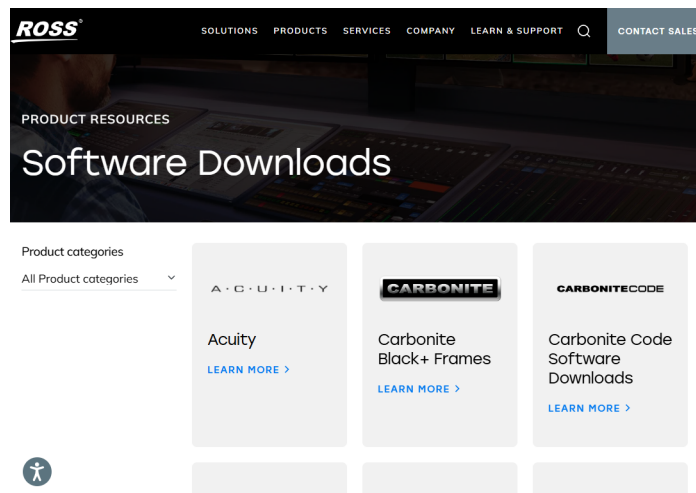 ROSS®
SOLUTIONS PRODUCTS SERVICES COMPANY LEARN & SUPPORT CONTACT SALES
PRODUCT RESOURCES
Software Downloads
Product categories
All Product categories
A·C·U·I·T·Y
Acuity
LEARN MORE >
CARBONITE
Carbonite
Black+ Frames
LEARN MORE >
CARBONITECODE
Carbonite Code
Software
Downloads
LEARN MORE >